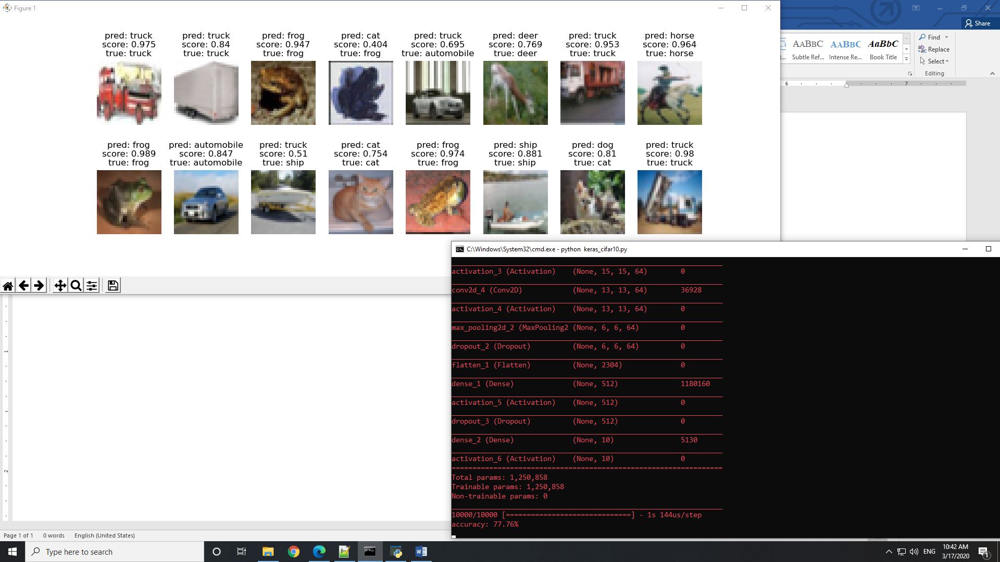 Figure 1
pred: truck
score: 0.975
true: truck
pred: truck
score: 0.84
true: truck
pred: frog
score: 0.947
true: frog
pred: cat
score: 0.404
true: frog
pred: truck
score: 0.695
true: automobile
pred: deer
score: 0.769
true: deer
pred: truck
score: 0.953
true: truck
pred: horse
score: 0.964
true: horse
pred: frog
score: 0.989
true: frog
pred: automobile
score: 0.847
true: automobile
pred: truck
score: 0.51
true: ship
pred: cat
score: 0.754
true: cat
pred: frog
score: 0.974
true: frog
pred: ship
score: 0.881
true: ship
pred: dog
score: 0.81
true: cat
pred: truck
score: 0.98
true: truck
Share
AABBCC AABBCC AaBbC
Subtle Ref... Intense Re... Book Title
Find
Replace
Select
Editing
6 7
1
2
C:\Windows\System32\cmd.exe - python  keras_cifar10.py
activation_3 (Activation)    (None, 15, 15, 64)        0
conv2d_4 (Conv2D)            (None, 13, 13, 64)        36928
activation_4 (Activation)    (None, 13, 13, 64)        0
max_pooling2d_2 (MaxPooling2 (None, 6, 6, 64)          0
dropout_2 (Dropout)          (None, 6, 6, 64)          0
flatten_1 (Flatten)          (None, 2304)              0
dense_1 (Dense)              (None, 512)               1180160
activation_5 (Activation)    (None, 512)               0
dropout_3 (Dropout)          (None, 512)               0
dense_2 (Dense)              (None, 10)                5130
activation_6 (Activation)    (None, 10)                0
=================================================================
Total params: 1,250,858
Trainable params: 1,250,858
Non-trainable params: 0
10000/10000 [==============================] - 1s 144us/step
accuracy: 77.76%
Page 1 of 1 0 words English (United States)
Type here to search
ENG
10:42 AM
3/17/2020
1